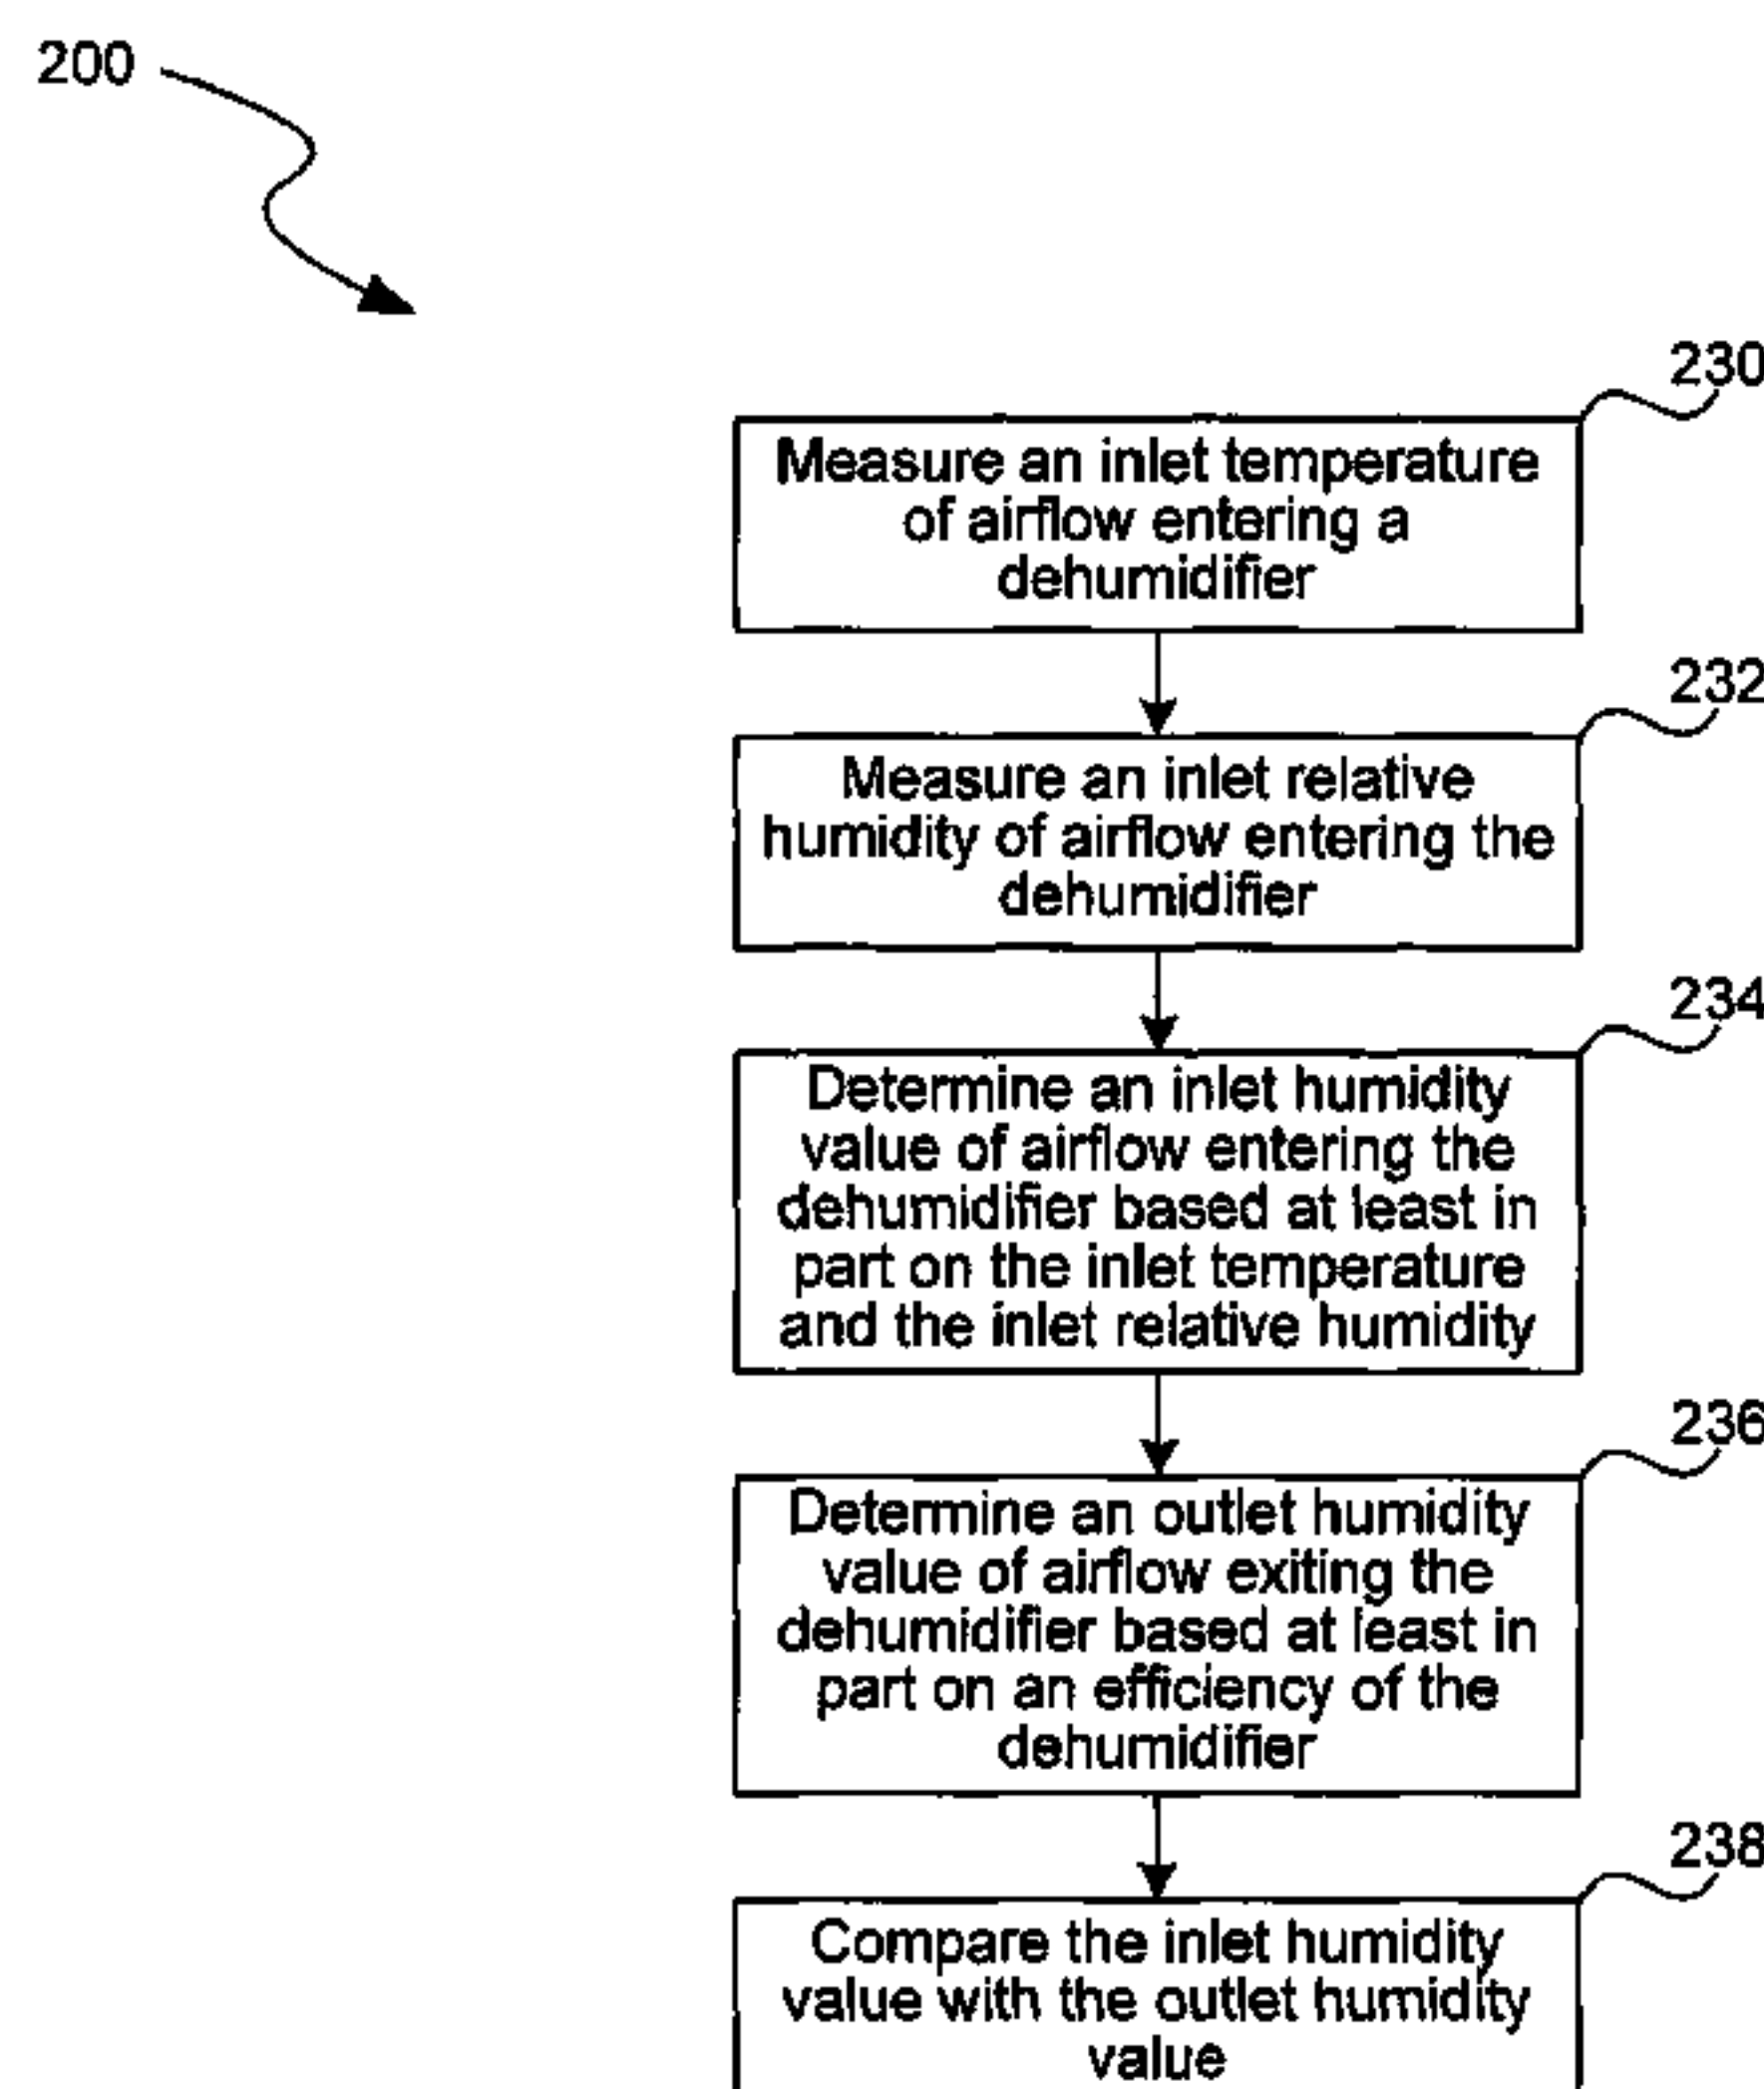 200
230
Measure an inlet temperature
of airflow entering a
dehumidifier
232
Measure an inlet relative
humidity of airflow entering the
dehumidifier
234
Determine an inlet humidity
value of airflow entering the
dehumidifier based at least in
part on the inlet temperature
and the inlet relative humidity
236
Determine an outlet humidity
value of airflow exiting the
dehumidifier based at least in
part on an efficiency of the
dehumidifier
238
Compare the inlet humidity
value with the outlet humidity
value